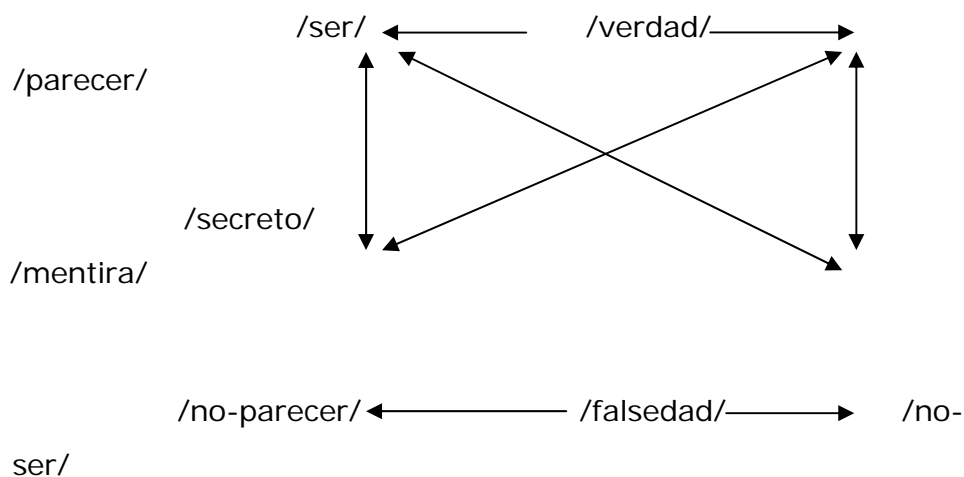 /ser/ /verdad/
/parecer/
/secreto/
/mentira/
/no-parecer/ /falsedad/ /no-
ser/